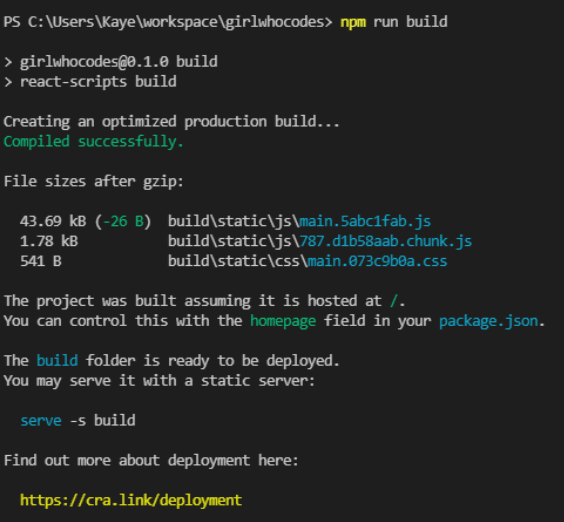 PS C:\Users\Kaye\workspace\girlwhocodes> npm run build
> girlwhocodes@0.1.0 build
> react-scripts build
Creating an optimized production build...
Compiled successfully.
File sizes after gzip:
43.69 kB (-26 B)  build\static\js\main.5abc1fab.js
1.78 kB           build\static\js\787.d1b58aab.chunk.js
541 B             build\static\css\main.073c9b0a.css
The project was built assuming it is hosted at /.
You can control this with the homepage field in your package.json.
The build folder is ready to be deployed.
You may serve it with a static server:
serve -s build
Find out more about deployment here:
https://cra.link/deployment